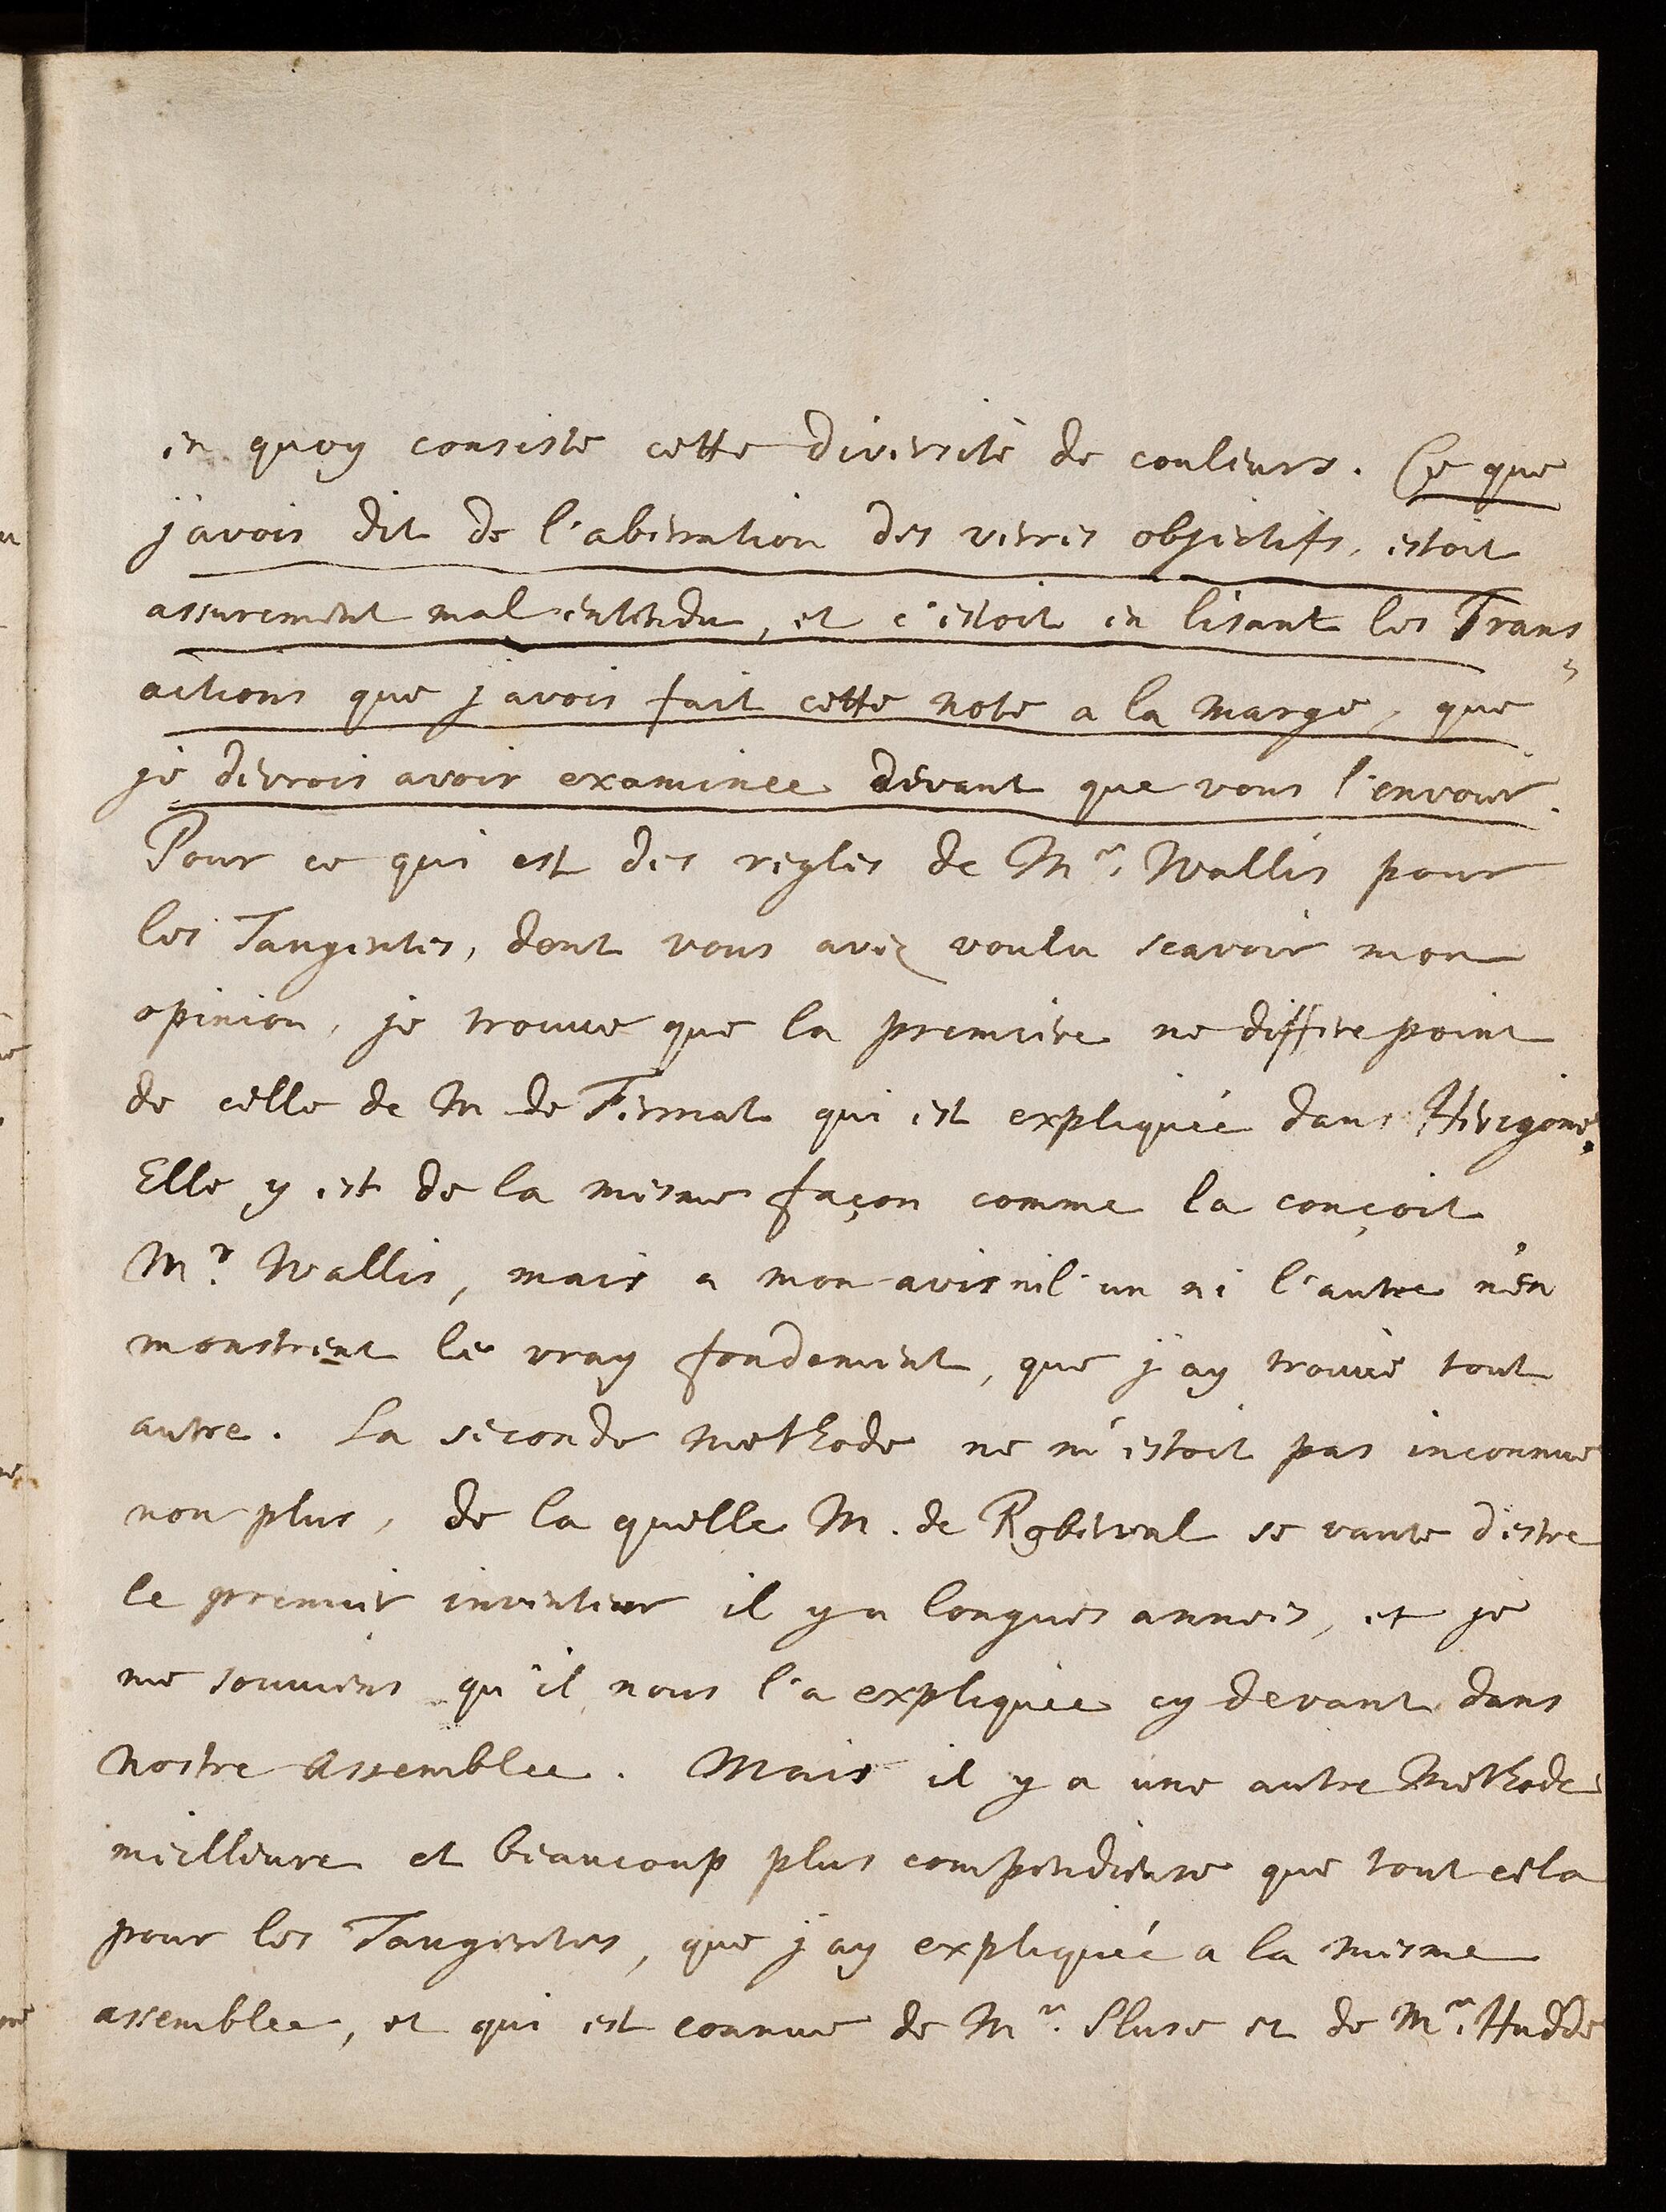 en quoy consiste cette diversité de couleurs. Ce que
j'avois dit de l'aberration des verres objectifs, estoit
assurement mal entendu, et c'estoit en lisant les Trans
actions que j'avois fait cette note a la marge, que
je devrois avoir examinee devant que vous l'envoier.
Pour ce qui est des regles de Mr. Wallis pour
les Tangentes, dont vous avez voulu scavoir mon
opinion, je trouve que la premiere ne differe point
de celle de M de Fermat qui est expliquée dans Herigone.
Elle y est de la mesme façon comme la conçoit
Mr. Wallis, mais a mon avis ni l'un ni l'autre n'en
monstrent le vray fondement, que j'ay trouvé tout
autre. La seconde methode ne m'estoit pas inconnue
non plus, de la quelle M. de Roberval se vante d'estre
le premier inventeur il y a longues annees, et je
me souviens qu'il nous l'a expliquée cy devant dans
nostre assemblee. Mais il y a une autre methode
meilleure et beaucoup plus compendieuse que tout cela
pour les Tangentes, que j'ay expliquée a la mesme
assemblee, et qui est connue de Mr. Sluse et de Mr. Hudde